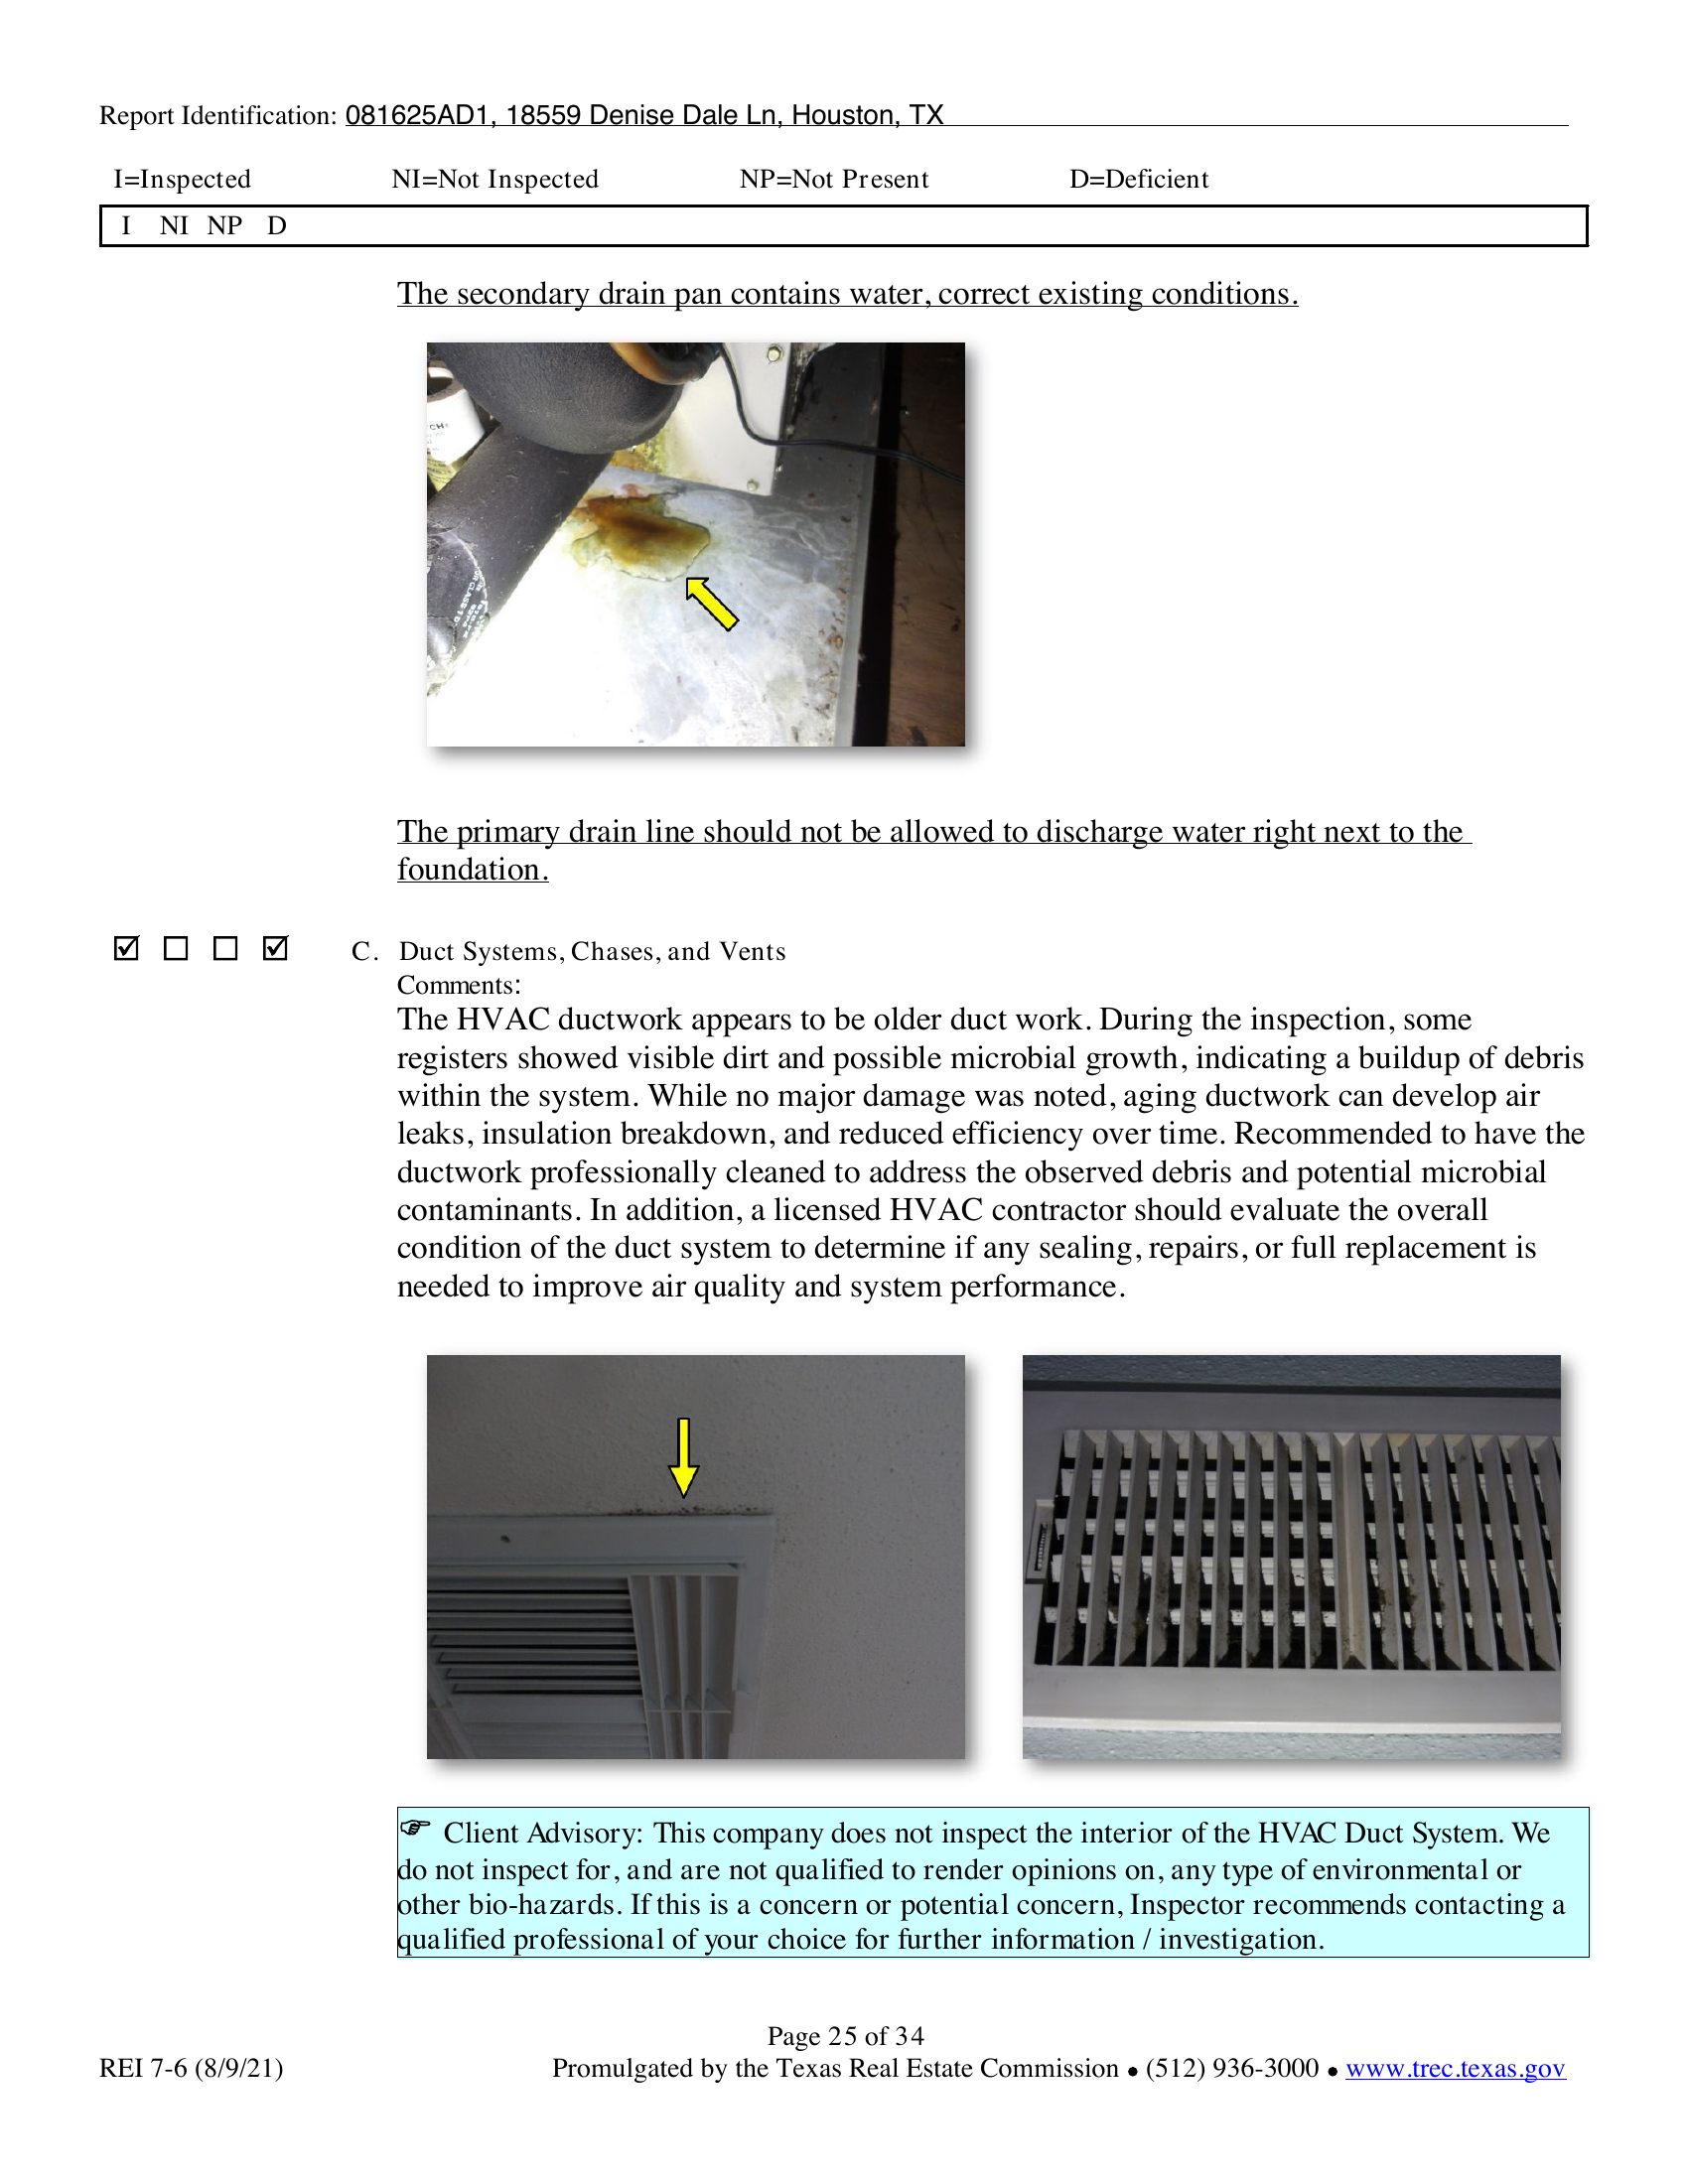 Report Identification: 081625AD1, 18559 Denise Dale Ln, Houston, TX
I=Inspected NI=Not Inspected NP=Not Present D=Deficient
I NI NP D
The secondary drain pan contains water, correct existing conditions.
The primary drain line should not be allowed to discharge water right next to the
foundation.
☑ ☐ ☐ ☑ C. Duct Systems, Chases, and Vents
Comments:
The HVAC ductwork appears to be older duct work. During the inspection, some
registers showed visible dirt and possible microbial growth, indicating a buildup of debris
within the system. While no major damage was noted, aging ductwork can develop air
leaks, insulation breakdown, and reduced efficiency over time. Recommended to have the
ductwork professionally cleaned to address the observed debris and potential microbial
contaminants. In addition, a licensed HVAC contractor should evaluate the overall
condition of the duct system to determine if any sealing, repairs, or full replacement is
needed to improve air quality and system performance.
☞ Client Advisory: This company does not inspect the interior of the HVAC Duct System. We
do not inspect for, and are not qualified to render opinions on, any type of environmental or
other bio-hazards. If this is a concern or potential concern, Inspector recommends contacting a
qualified professional of your choice for further information / investigation.
Page 25 of 34
REI 7-6 (8/9/21) Promulgated by the Texas Real Estate Commission • (512) 936-3000 • www.trec.texas.gov